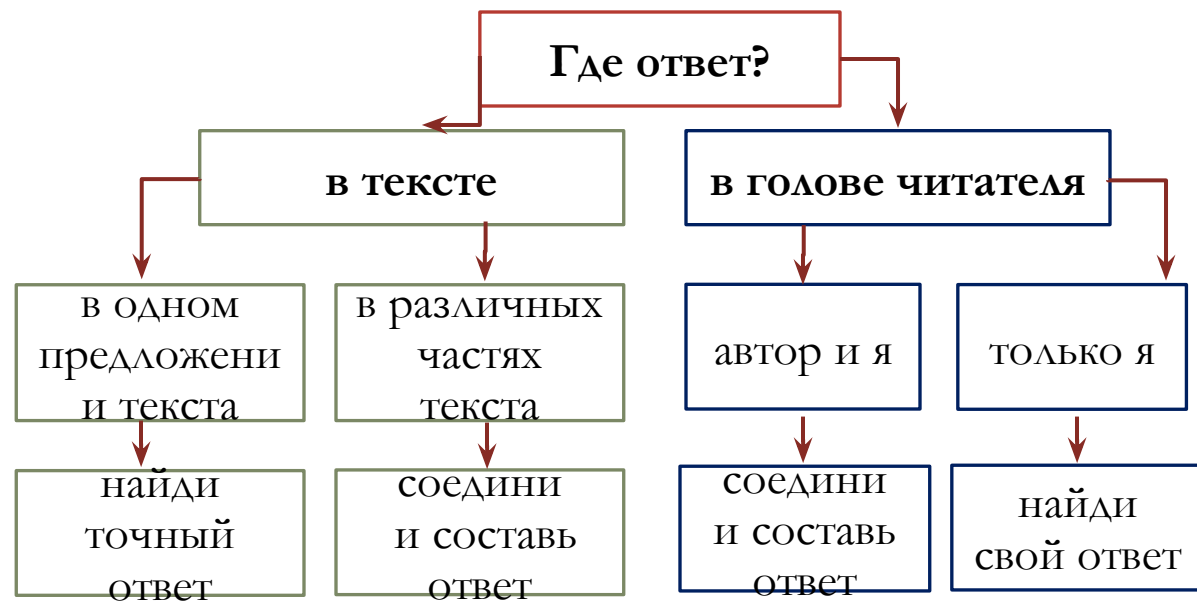 Где ответ?
в тексте
в голове читателя
в одном
предложени
и текста
в различных
частях
текста
автор и я
только я
найди
точный
ответ
соедини
и составь
ответ
соедини
и составь
ответ
найди
свой ответ